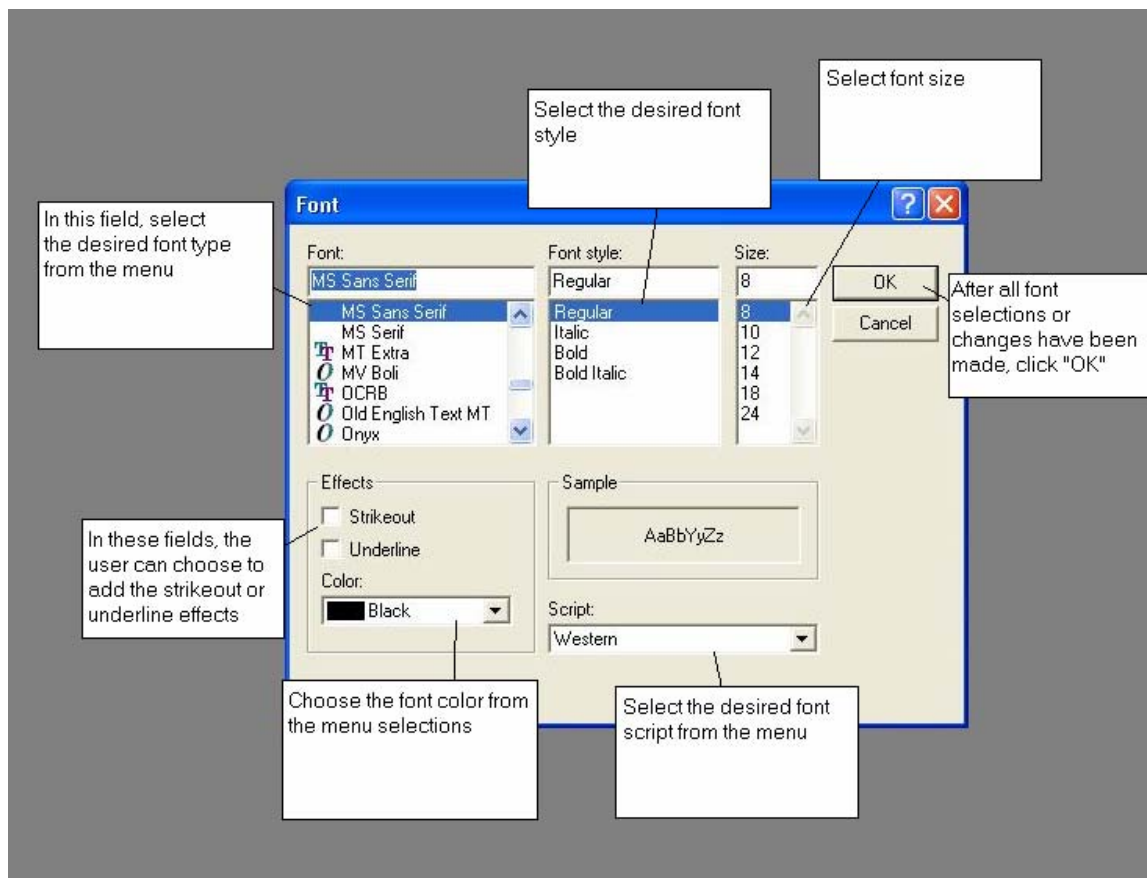 Select font size
Select the desired font
style
In this field, select
the desired font type
from the menu
Font
Font:
MS Sans Serif
MS Sans Serif
MS Serif
MT Extra
MV Boli
OCRB
Old English Text MT
Onyx
Font style:
Regular
Regular
Italic
Bold
Bold Italic
Size:
8
8
10
12
14
18
24
OK
Cancel
After all font
selections or
changes have been
made, click "OK"
Effects
Strikeout
Underline
Color:
Black
Sample
AaBbYyZz
Script:
Western
In these fields, the
user can choose to
add the strikeout or
underline effects
Choose the font color from
the menu selections
Select the desired font
script from the menu